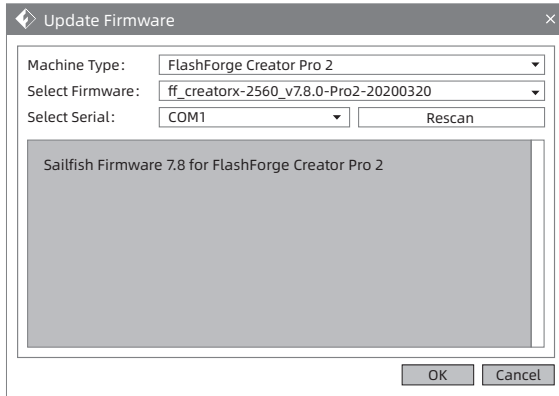 Update Firmware
Machine Type: FlashForge Creator Pro 2
Select Firmware: ff_creatorx-2560_v7.8.0-Pro2-20200320
Select Serial: COM1 Rescan
Sailfish Firmware 7.8 for FlashForge Creator Pro 2
OK Cancel